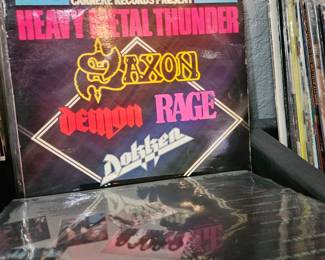 CARRERE RECORDS PRESENT
HEAVY METAL THUNDER
SAXON
Demon RAGE
Dokken